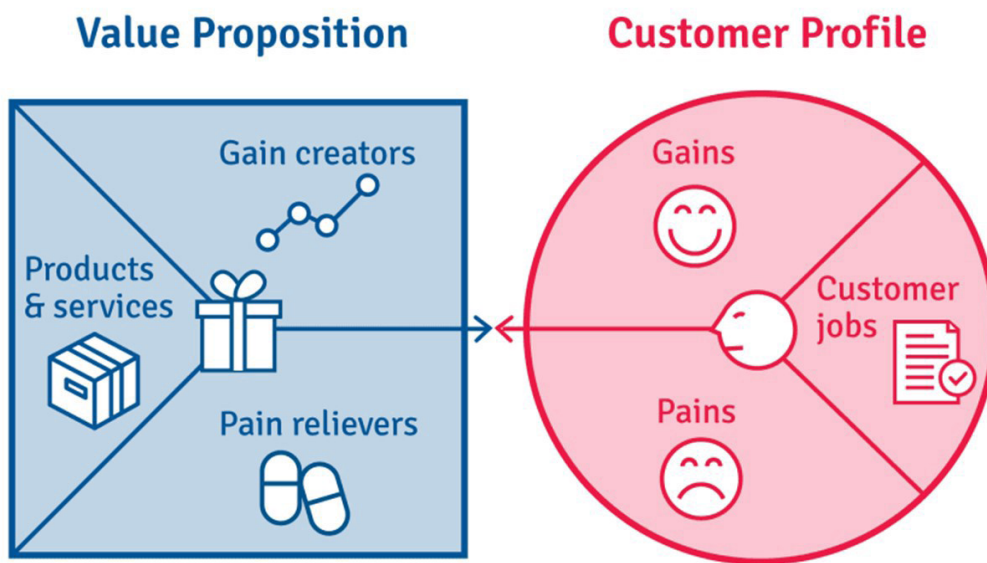 Value Proposition
Customer Profile
Gain creators
Products
& services
Pain relievers
Gains
Customer
jobs
Pains